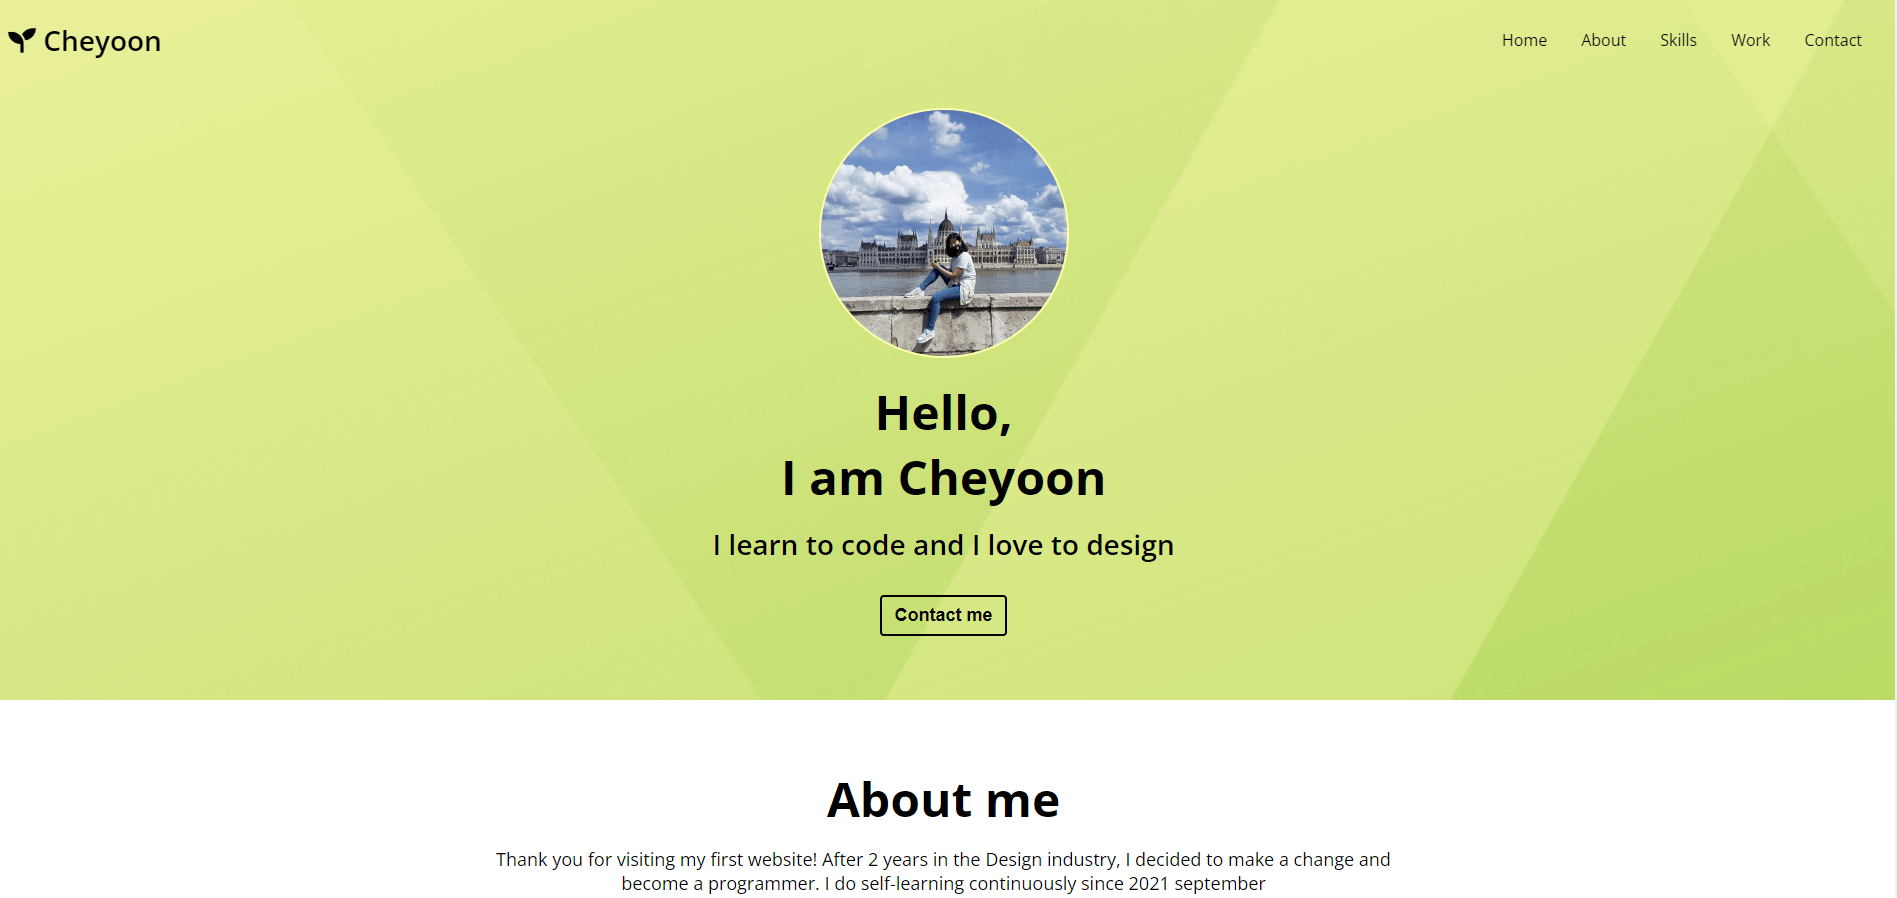 Cheyoon
Home About Skills Work Contact
Hello,
I am Cheyoon
I learn to code and I love to design
Contact me
About me
Thank you for visiting my first website! After 2 years in the Design industry, I decided to make a change and
become a programmer. I do self-learning continuously since 2021 september